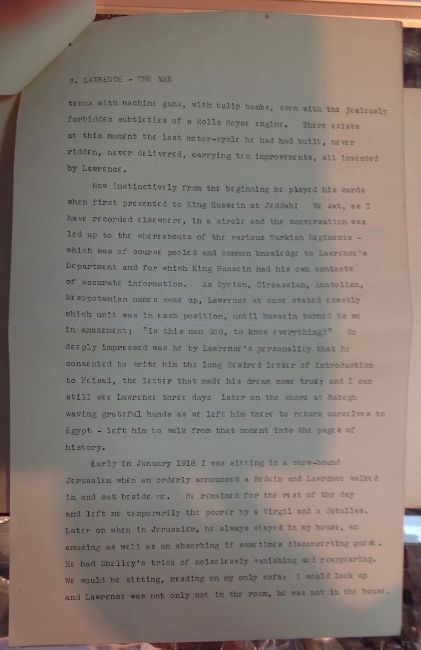 3. LAWRENCE - THE MAN
terms with machine guns, with tulip bombs, even with the jealously
forbidden subtleties of a Rolls Royce engine. There exists
at this moment the last motor-cycle he had had built, never
ridden, never delivered, carrying ten improvements, all invented
by Lawrence.
How instinctively from the beginning he played his cards
when first presented to King Hussein at Jeddah! We sat, as I
have recorded elsewhere, in a circle and the conversation was
led up to the whereabouts of the various Turkish Regiments -
which was of course pooled and common knowledge to Lawrence's
Department and for which King Hussein had his own contacts
of accurate information. As Syrian, Circassian, Anatolian,
Mesopotamian names came up, Lawrence at once stated exactly
which unit was in each position, until Hussein turned to me
in amazement: "Is this man God, to know everything?" So
deeply impressed was he by Lawrence's personality that he
consented to write him the long desired letter of introduction
to Feisal, the letter that made his dream come true; and I can
still see Lawrence three days later on the shore at Rabegh
waving grateful hands as we left him there to return ourselves to
Egypt - left him to walk from that moment into the pages of
history.
Early in January 1918 I was sitting in a snow-bound
Jerusalem when an orderly announced a Beduin and Lawrence walked
in and sat beside me. He remained for the rest of the day
and left me temporarily the poorer by a Virgil and a Catullus.
Later on when in Jerusalem, he always stayed in my house, an
amusing as well as an absorbing if sometimes disconcerting guest.
He had Shelley's trick of noiselessly vanishing and reappearing.
We would be sitting, reading on my only sofa: I would look up
and Lawrence was not only not in the room, he was not in the house.